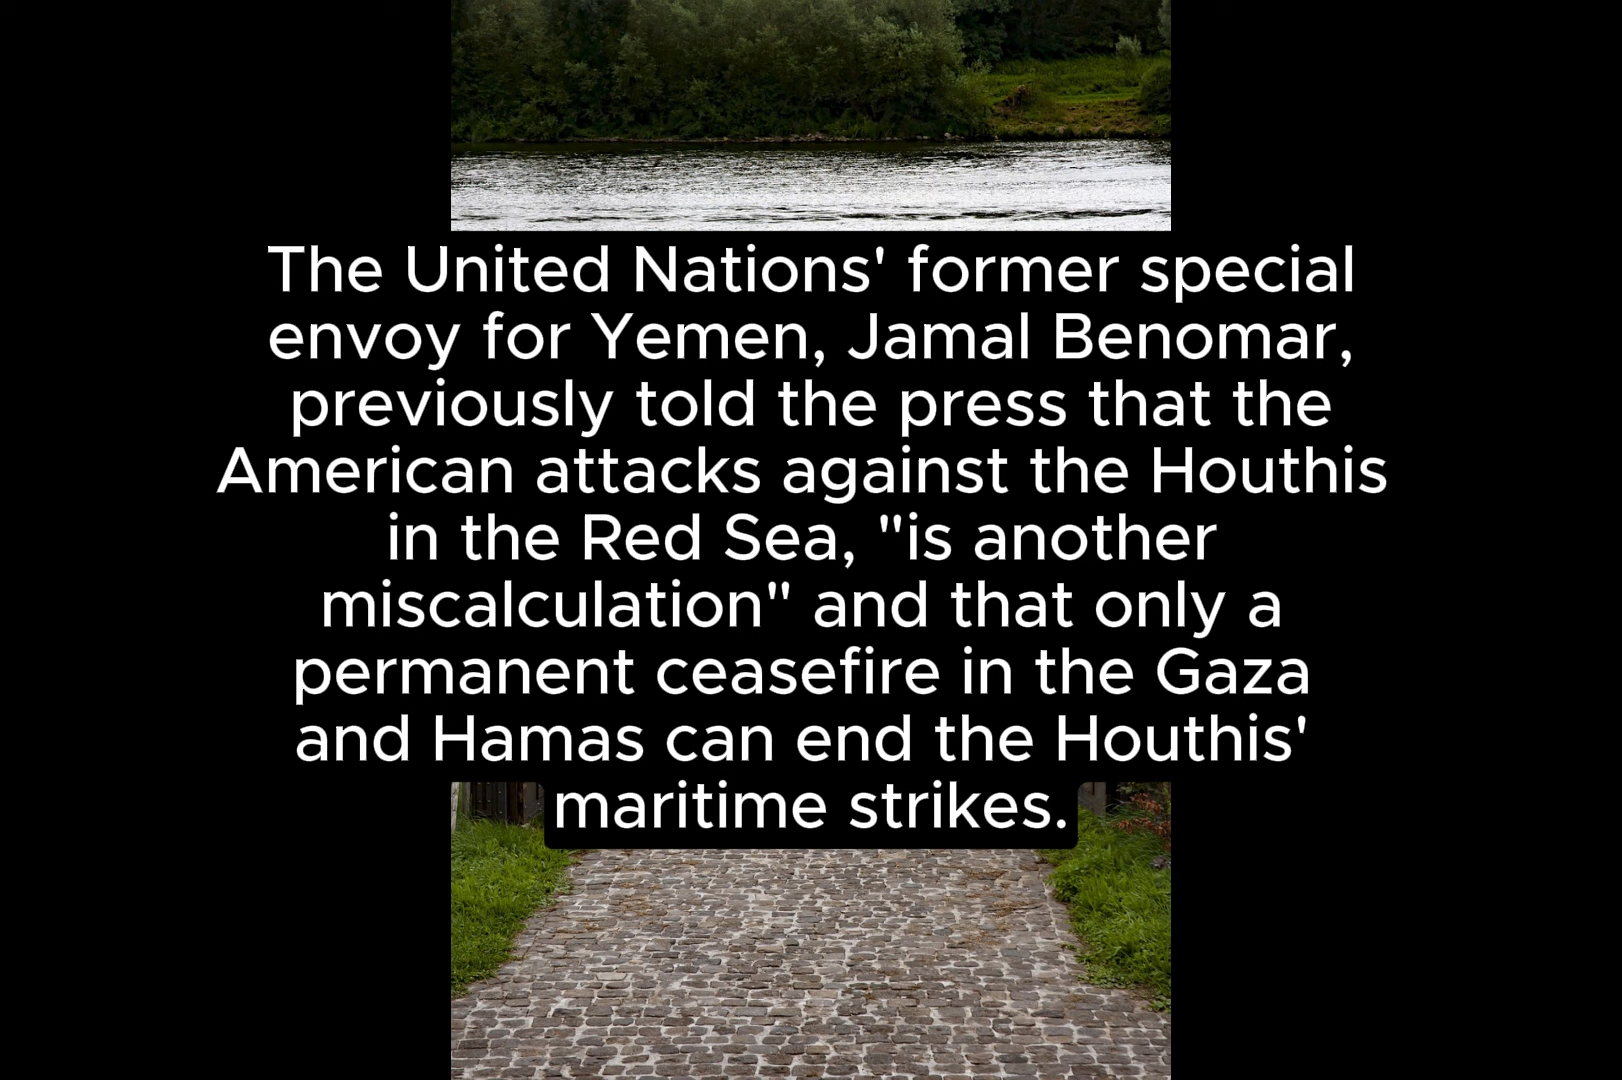 The United Nations' former special
envoy for Yemen, Jamal Benomar,
previously told the press that the
American attacks against the Houthis
in the Red Sea, "is another
miscalculation" and that only a
permanent ceasefire in the Gaza
and Hamas can end the Houthis'
maritime strikes.